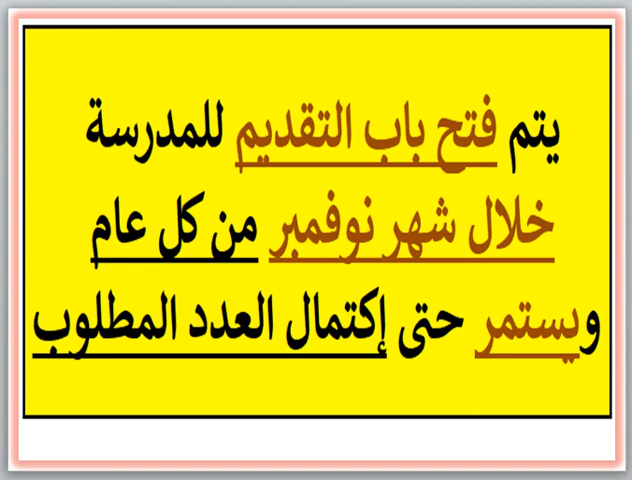 يتم فتح باب التقديم للمدرسة
خلال شهر نوفمبر من كل عام
ويستمر حتى إكتمال العدد المطلوب